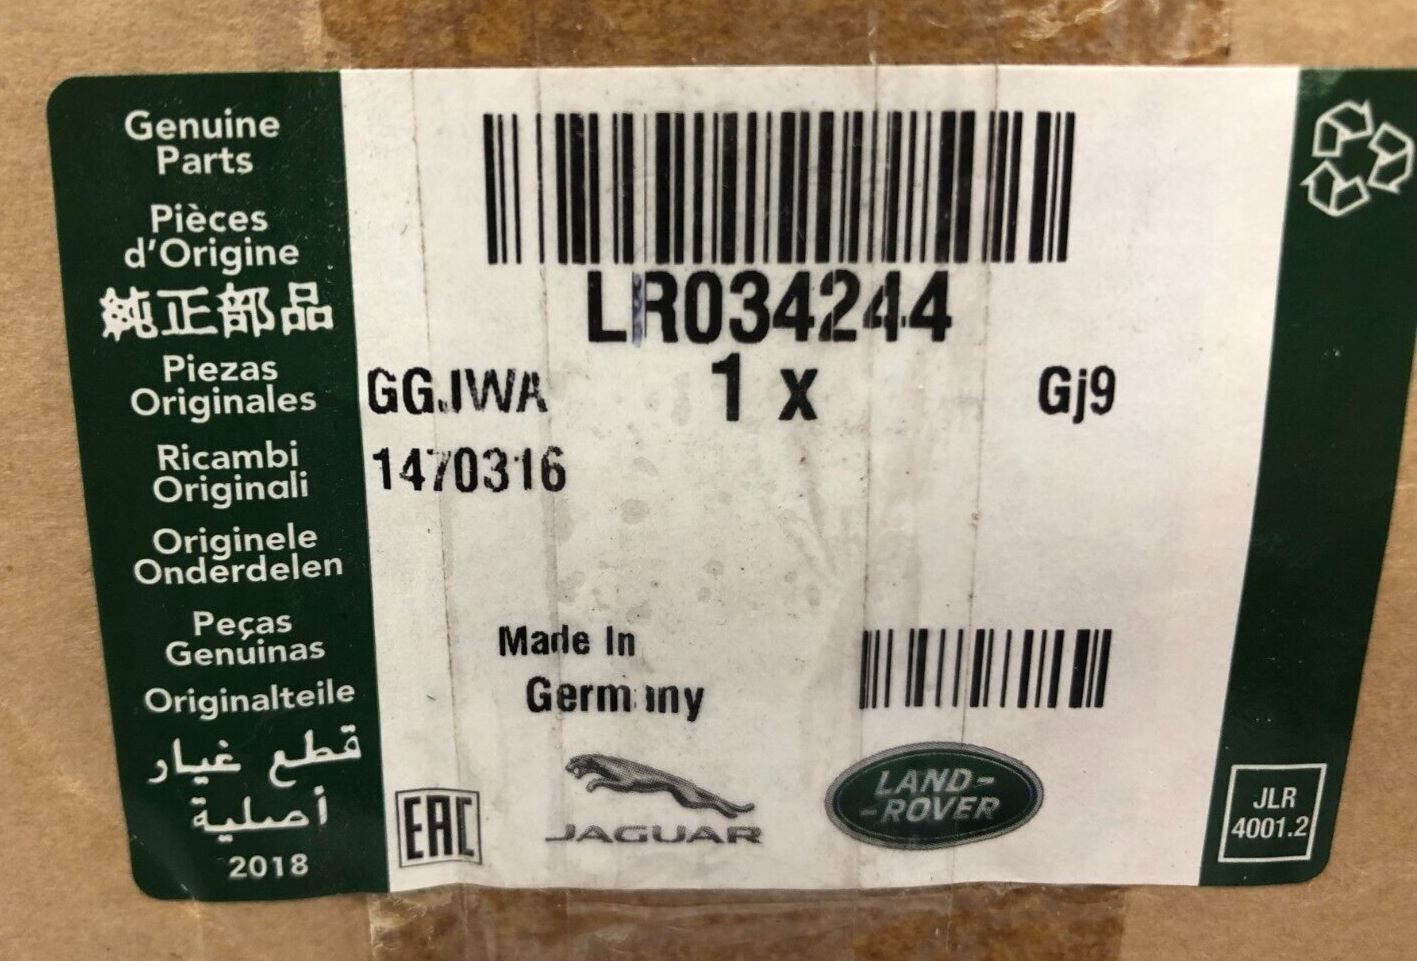 Genuine
Parts
Pièces
d'Origine
純正部品
Piezas
Originales
Ricambi
Originali
Originele
Onderdelen
Peças
Genuinas
Originalteile
قطع غيار
أصلية
2018
LR034244
GGJWA 1 x Gj9
1470316
Made In
Germany
EAC
JAGUAR
LAND-
-ROVER
JLR
4001.2